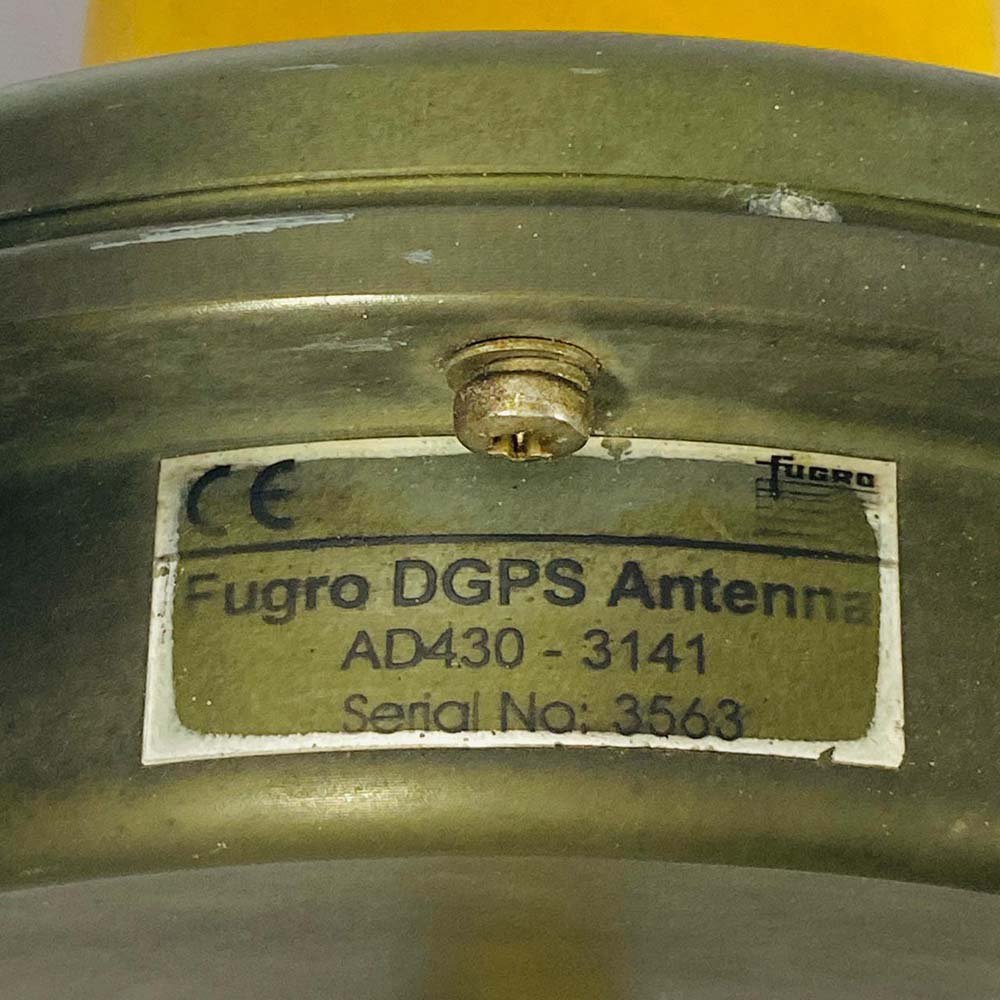 CE FUGRO
Fugro DGPS Antenna
AD430 - 3141
Serial No: 3563